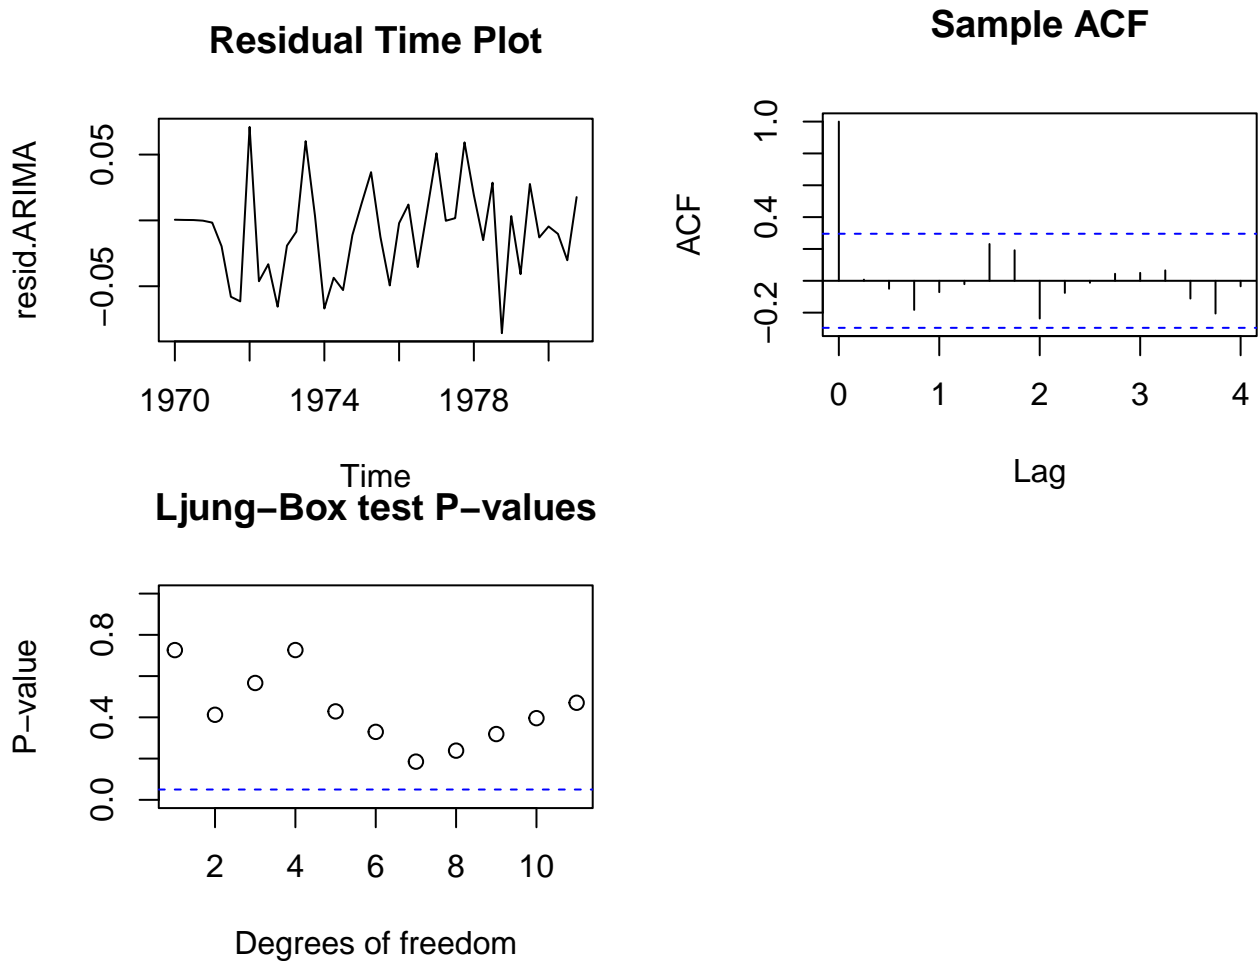 Residual Time Plot
resid.ARIMA
0.05
−0.05
1970
1974
1978
Time
Sample ACF
ACF
1.0
0.4
−0.2
0
1
2
3
4
Lag
Ljung−Box test P−values
P−value
0.8
0.4
0.0
2
4
6
8
10
Degrees of freedom